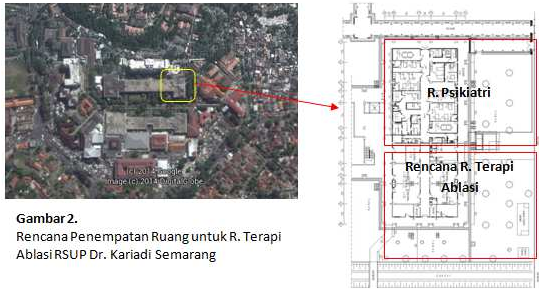 (c) 2014 Google
Image (c) 2014 DigitalGlobe
R. Psikiatri
Rencana R. Terapi
Ablasi
Gambar 2.
Rencana Penempatan Ruang untuk R. Terapi
Ablasi RSUP Dr. Kariadi Semarang